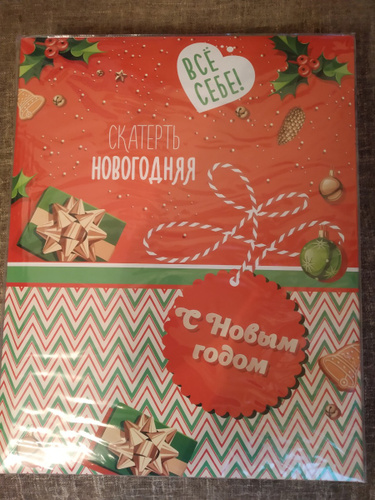 ВСЁ
СЕБЕ!
СКАТЕРТЬ
НОВОГОДНЯЯ
С Новым
годом